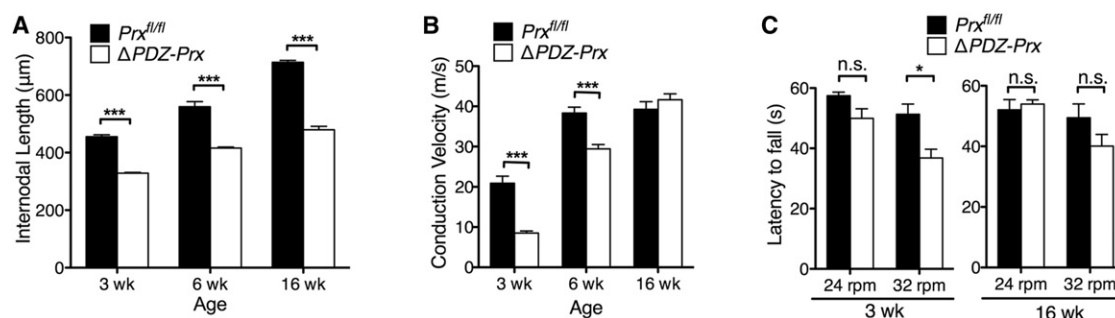 A
Prx^fl/fl
ΔPDZ-Prx
Internodal Length (µm)
800
600
400
200
0
***
***
***
3 wk 6 wk 16 wk
Age
B
Prx^fl/fl
ΔPDZ-Prx
Conduction Velocity (m/s)
50
40
30
20
10
0
***
***
3 wk 6 wk 16 wk
Age
C
Prx^fl/fl
ΔPDZ-Prx
Latency to fall (s)
60
40
20
0
n.s.
*
24 rpm 32 rpm
3 wk
60
40
20
0
n.s.
n.s.
24 rpm 32 rpm
16 wk